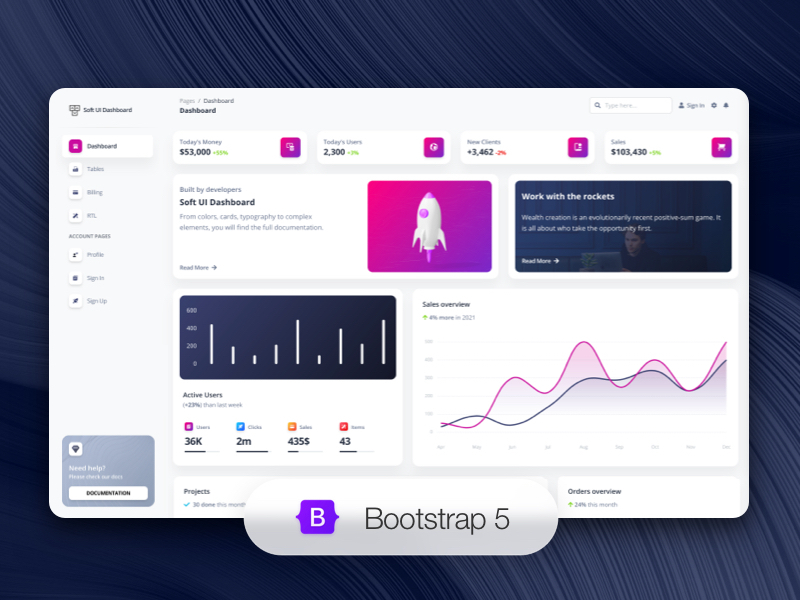 Soft UI Dashboard
Pages / Dashboard
Dashboard
Type here...
Sign In
Dashboard
Tables
Billing
RTL
ACCOUNT PAGES
Profile
Sign In
Sign Up
Need help?
Please check our docs
DOCUMENTATION
Today's Money
$53,000 +55%
Today's Users
2,300 +3%
New Clients
+3,462 -2%
Sales
$103,430 +5%
Built by developers
Soft UI Dashboard
From colors, cards, typography to complex
elements, you will find the full documentation.
Read More
Work with the rockets
Wealth creation is an evolutionarily recent positive-sum game. It
is all about who take the opportunity first.
Read More
600
400
200
0
Active Users
(+23%) than last week
Users
36K
Clicks
2m
Sales
435$
Items
43
Sales overview
4% more in 2021
500
400
300
200
100
0
Apr May Jun Jul Aug Sep Oct Nov Dec
Projects
30 done this month
Orders overview
24% this month
B
Bootstrap 5